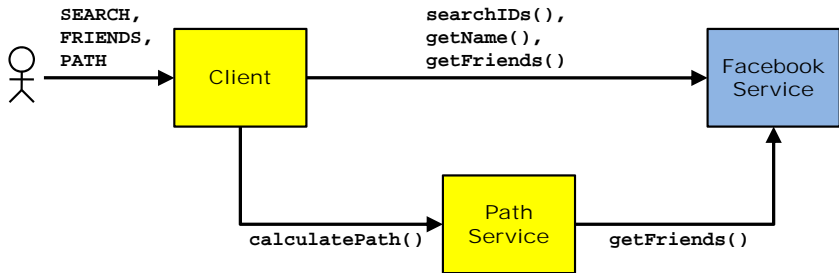 SEARCH,
FRIENDS,
PATH
searchIDs(),
getName(),
getFriends()
Client
Facebook
Service
Path
Service
calculatePath()
getFriends()